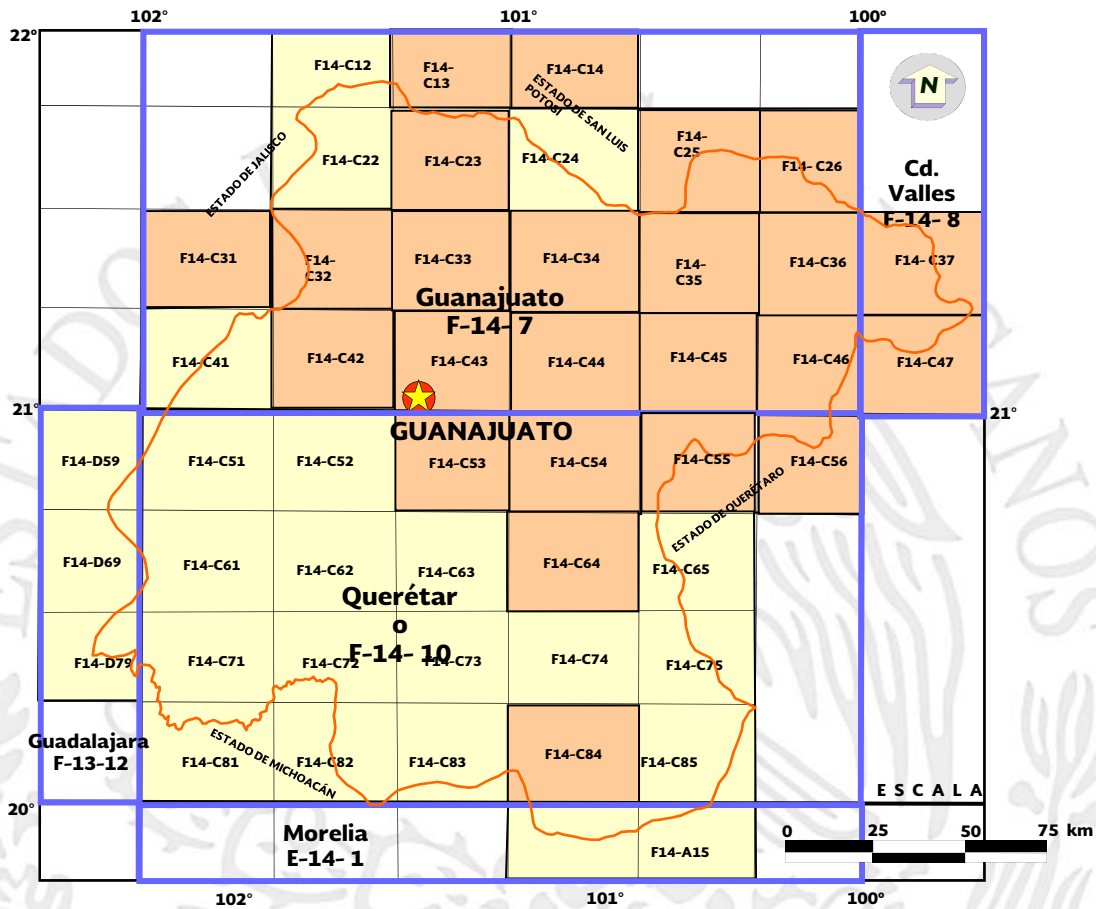 102°
101°
100°
22°
F14-C12
F14-
C13
F14-C14
N
ESTADO DE SAN LUIS
POTOSÍ
ESTADO DE JALISCO
F14-C22
F14-C23
F14-C24
F14-
C25
F14- C26
Cd.
Valles
F-14- 8
F14-C31
F14-
C32
F14-C33
F14-C34
F14-
C35
F14-C36
F14- C37
Guanajuato
F-14- 7
F14-C41
F14-C42
F14-C43
F14-C44
F14-C45
F14-C46
F14-C47
21°
21°
GUANAJUATO
F14-D59
F14-C51
F14-C52
F14-C53
F14-C54
F14-C55
F14-C56
ESTADO DE QUERÉTARO
F14-D69
F14-C61
F14-C62
F14-C63
F14-C64
F14-C65
Querétar
o
F-14- 10
F14-D79
F14-C71
F14-C72
F14-C73
F14-C74
F14-C75
Guadalajara
F-13-12
ESTADO DE MICHOACÁN
F14-C81
F14-C82
F14-C83
F14-C84
F14-C85
E S C A L A
20°
Morelia
E-14- 1
F14-A15
0 25 50 75 km
102°
101°
100°